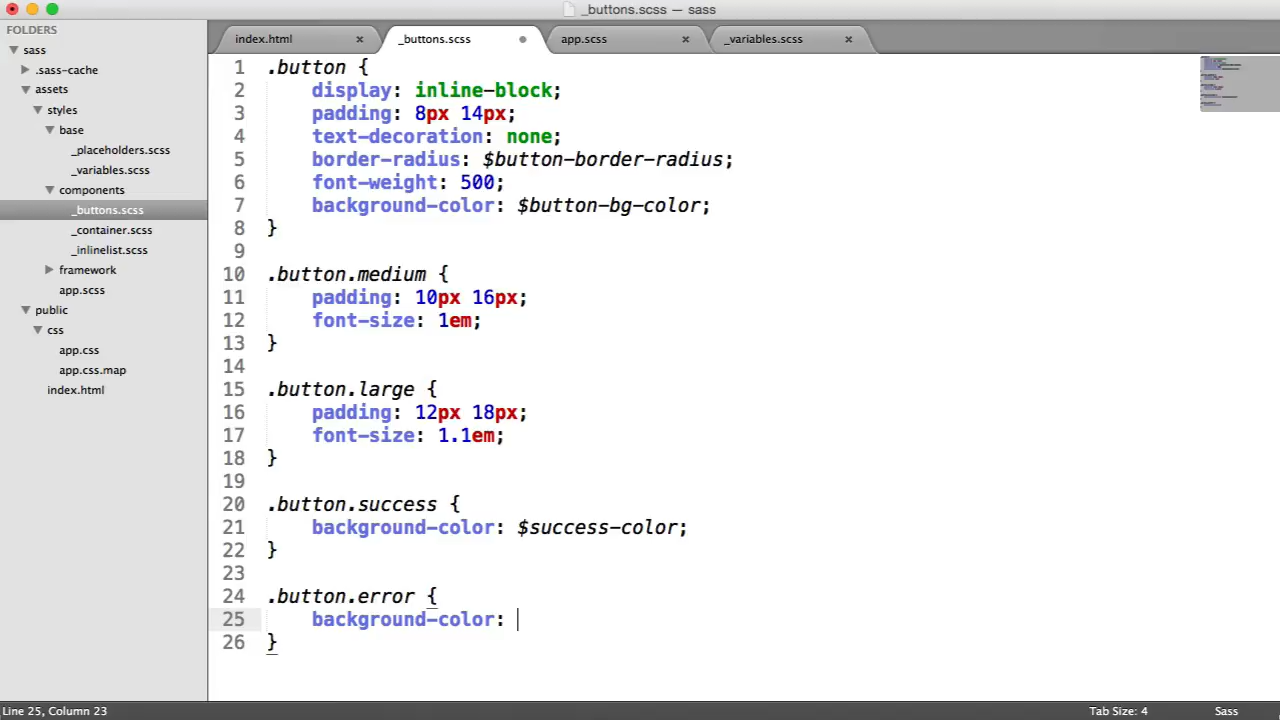 _buttons.scss — sass
FOLDERS
sass
.sass-cache
assets
styles
base
_placeholders.scss
_variables.scss
components
_buttons.scss
_container.scss
_inlinelist.scss
framework
app.scss
public
css
app.css
app.css.map
index.html
index.html × _buttons.scss app.scss × _variables.scss ×
1 .button {
2     display: inline-block;
3     padding: 8px 14px;
4     text-decoration: none;
5     border-radius: $button-border-radius;
6     font-weight: 500;
7     background-color: $button-bg-color;
8 }
9
10 .button.medium {
11     padding: 10px 16px;
12     font-size: 1em;
13 }
14
15 .button.large {
16     padding: 12px 18px;
17     font-size: 1.1em;
18 }
19
20 .button.success {
21     background-color: $success-color;
22 }
23
24 .button.error {
25     background-color:
26 }
Line 25, Column 23 Tab Size: 4 Sass